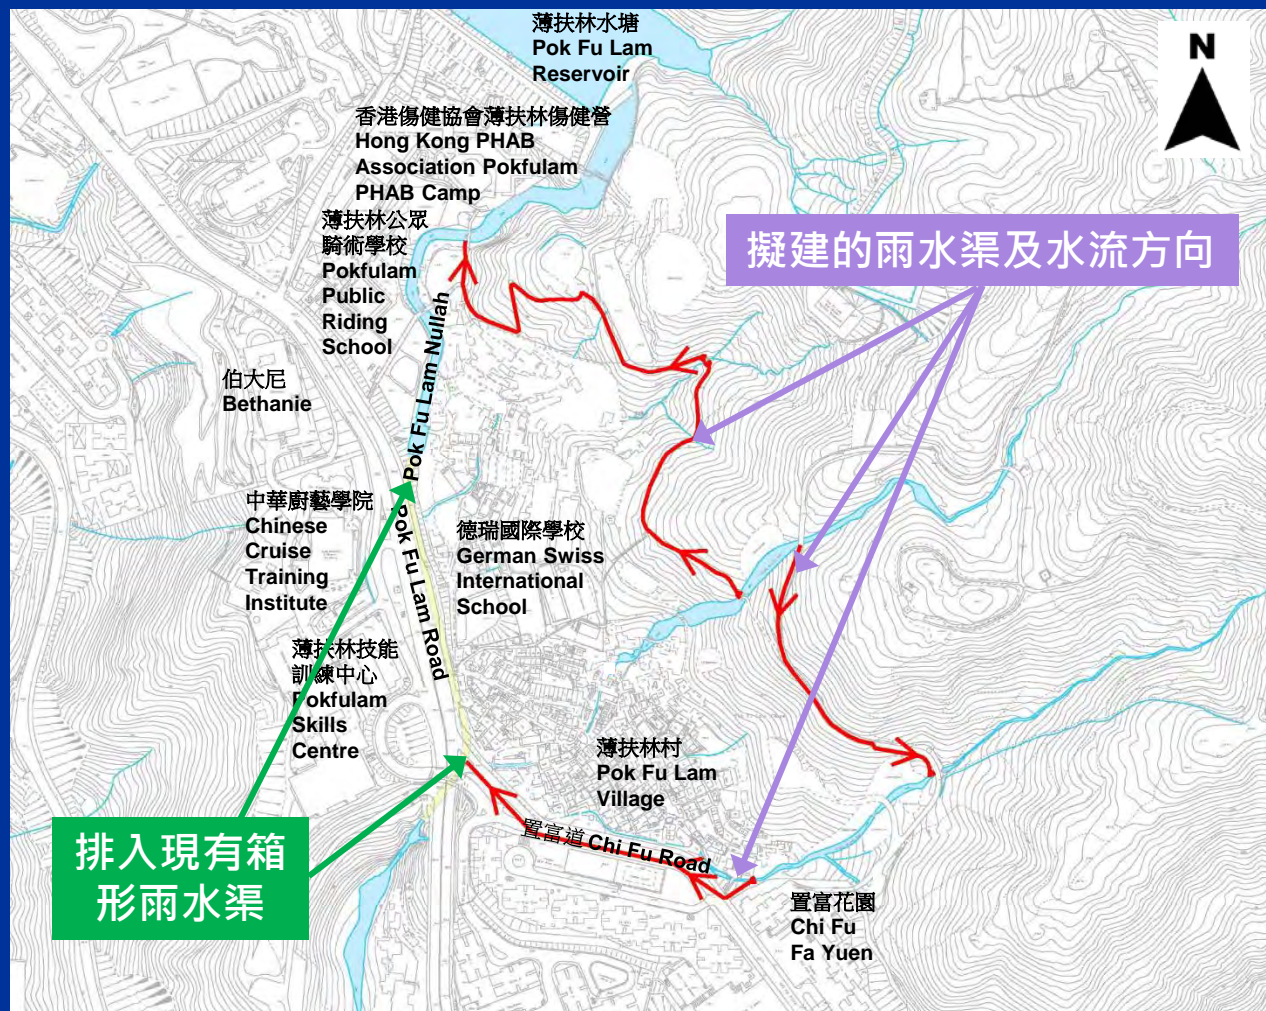 薄扶林水塘
Pok Fu Lam
Reservoir
N
香港傷健協會薄扶林傷健營
Hong Kong PHAB
Association Pokfulam
PHAB Camp
薄扶林公眾
騎術學校
Pokfulam
Public
Riding
School
擬建的雨水渠及水流方向
Pok Fu Lam Nullah
伯大尼
Bethanie
中華廚藝學院
Chinese
Cruise
Training
Institute
Pok Fu Lam Road
德瑞國際學校
German Swiss
International
School
薄扶林技能
訓練中心
Pokfulam
Skills
Centre
薄扶林村
Pok Fu Lam
Village
排入現有箱
形雨水渠
置富道 Chi Fu Road
置富花園
Chi Fu
Fa Yuen